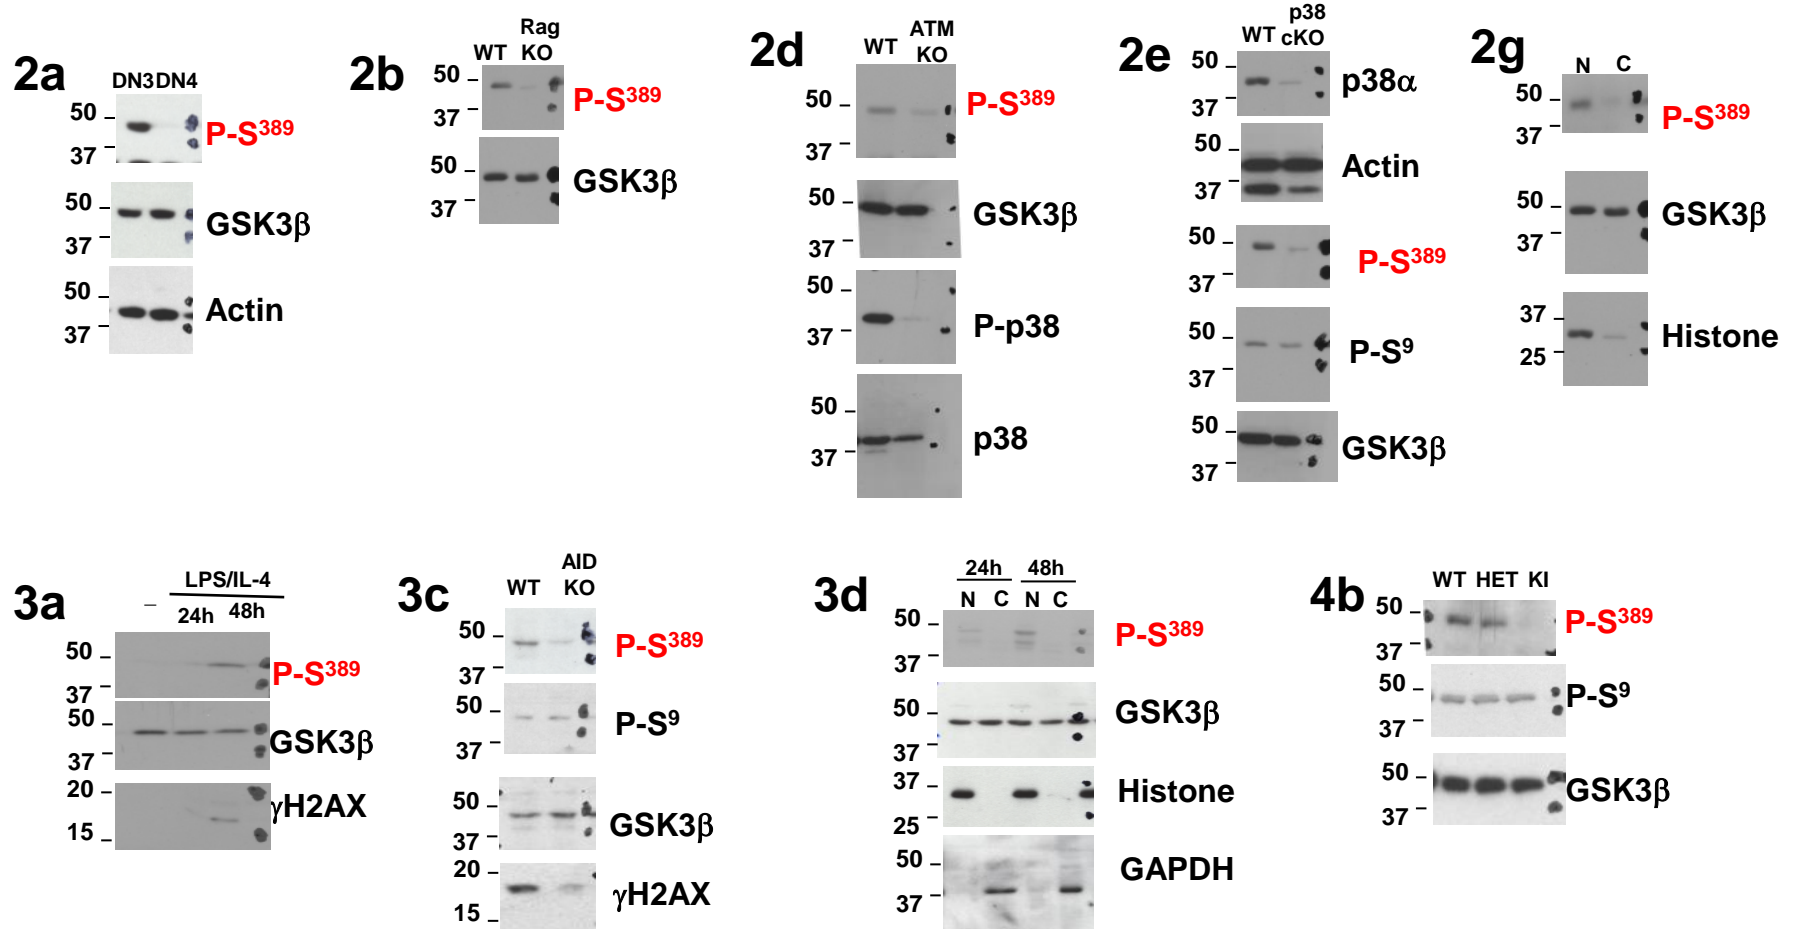 2a
DN3DN4
50
37
P-S389
50
37
GSK3β
50
37
Actin
2b
WT
Rag
KO
50
37
P-S389
50
37
GSK3β
2d
WT
ATM
KO
50
37
P-S389
50
37
GSK3β
50
37
P-p38
50
37
p38
2e
WT
p38
cKO
50
37
p38α
50
37
Actin
50
37
P-S389
50
37
P-S9
50
37
GSK3β
2g
N C
50
37
P-S389
50
37
GSK3β
37
25
Histone
3a
LPS/IL-4
– 24h 48h
50
37
P-S389
50
37
GSK3β
20
15
γH2AX
3c
WT
AID
KO
50
37
P-S389
50
37
P-S9
50
37
GSK3β
20
15
γH2AX
3d
24h 48h
N C N C
50
37
P-S389
50
37
GSK3β
37
25
Histone
50
37
GAPDH
4b
WT HET KI
50
37
P-S389
50
37
P-S9
50
37
GSK3β